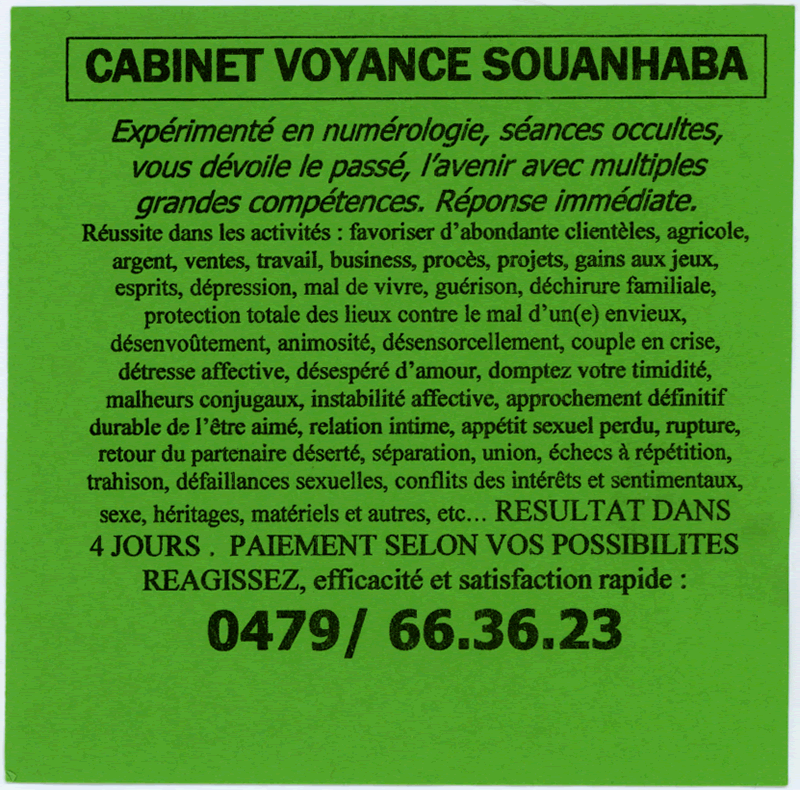 CABINET VOYANCE SOUANHABA
Expérimenté en numérologie, séances occultes,
vous dévoile le passé, l'avenir avec multiples
grandes compétences. Réponse immédiate.
Réussite dans les activités : favoriser d'abondante clientèles, agricole,
argent, ventes, travail, business, procès, projets, gains aux jeux,
esprits, dépression, mal de vivre, guérison, déchirure familiale,
protection totale des lieux contre le mal d'un(e) envieux,
désenvoûtement, animosité, désensorcellement, couple en crise,
détresse affective, désespéré d'amour, domptez votre timidité,
malheurs conjugaux, instabilité affective, approchement définitif
durable de l'être aimé, relation intime, appétit sexuel perdu, rupture,
retour du partenaire déserté, séparation, union, échecs à répétition,
trahison, défaillances sexuelles, conflits des intérêts et sentimentaux,
sexe, héritages, matériels et autres, etc... RESULTAT DANS
4 JOURS . PAIEMENT SELON VOS POSSIBILITES
REAGISSEZ, efficacité et satisfaction rapide :
0479/ 66.36.23